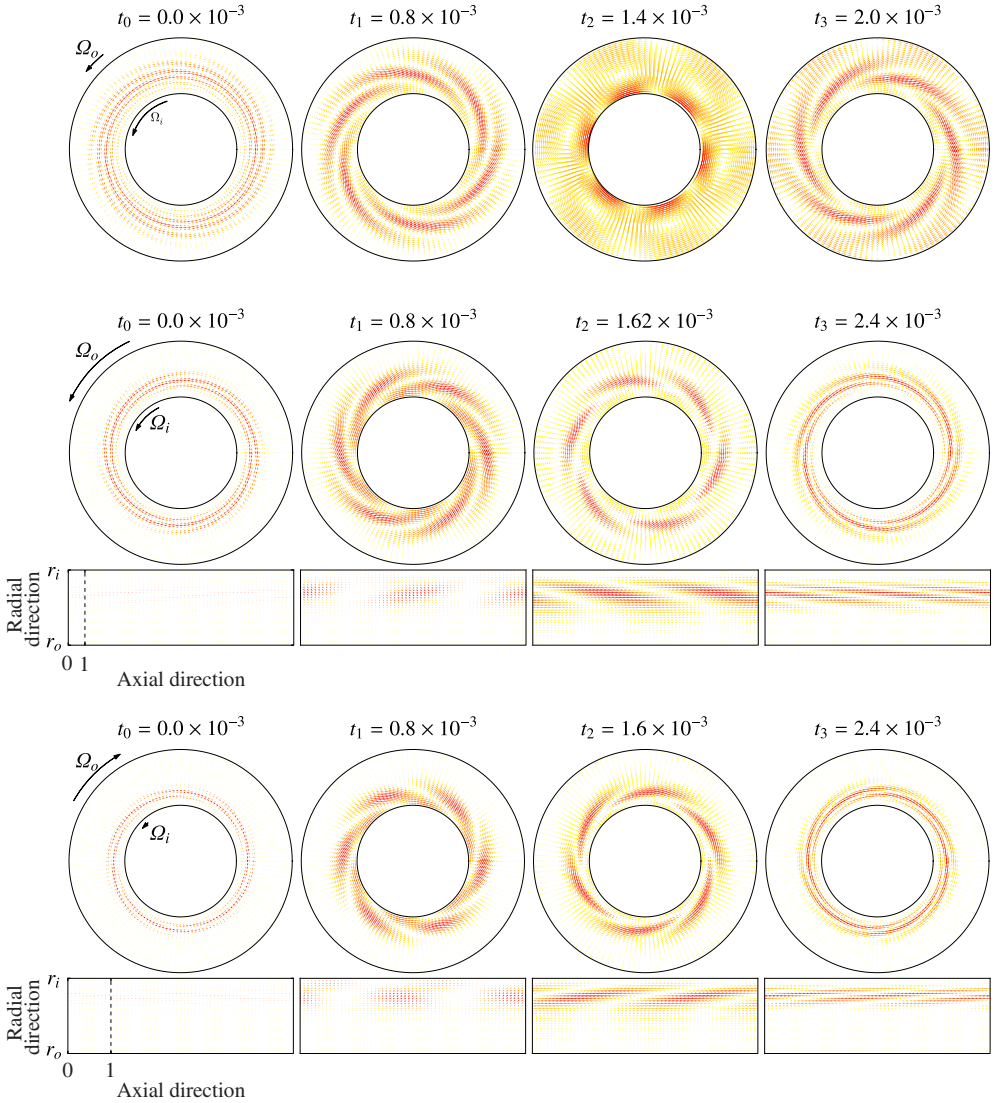 t₀ = 0.0 × 10⁻³ t₁ = 0.8 × 10⁻³ t₂ = 1.4 × 10⁻³ t₃ = 2.0 × 10⁻³
Ωₒ
Ωᵢ
t₀ = 0.0 × 10⁻³ t₁ = 0.8 × 10⁻³ t₂ = 1.62 × 10⁻³ t₃ = 2.4 × 10⁻³
Ωₒ
Ωᵢ
rᵢ
Radial
direction
rₒ
0 1
Axial direction
t₀ = 0.0 × 10⁻³ t₁ = 0.8 × 10⁻³ t₂ = 1.6 × 10⁻³ t₃ = 2.4 × 10⁻³
Ωₒ
Ωᵢ
rᵢ
Radial
direction
rₒ
0 1
Axial direction